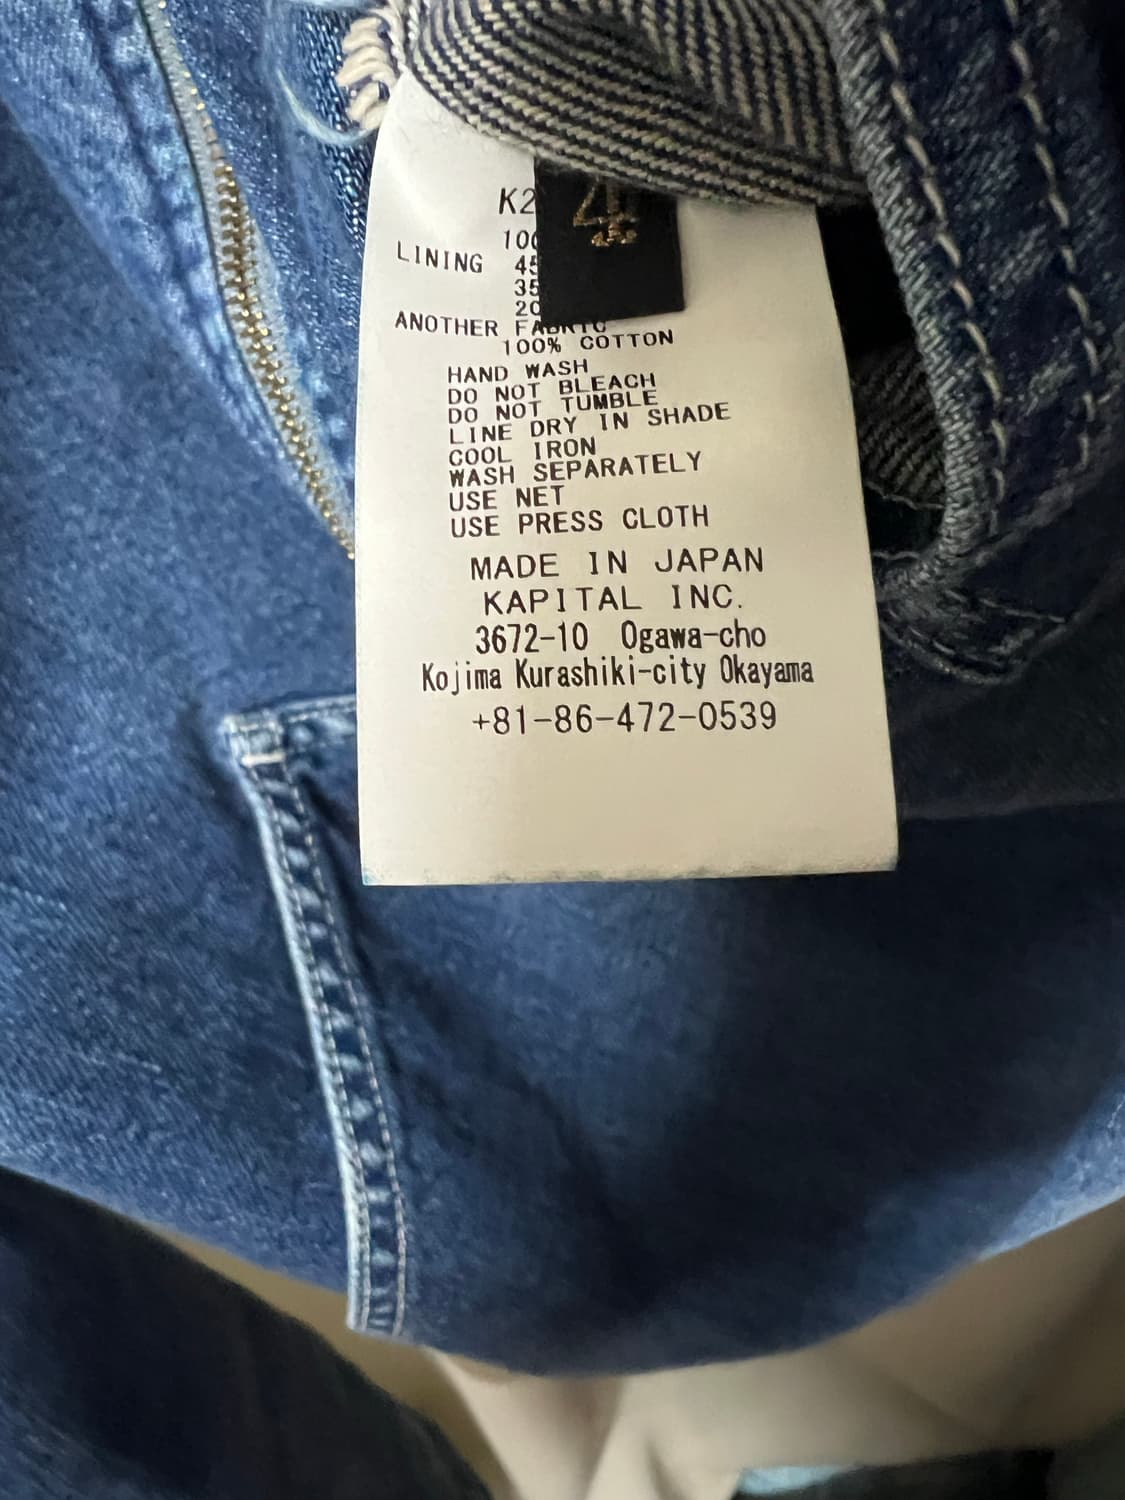 4
K2
LINING
100
45
35
20
ANOTHER FABRIC
100% COTTON
HAND WASH
DO NOT BLEACH
DO NOT TUMBLE
LINE DRY IN SHADE
COOL IRON
WASH SEPARATELY
USE NET
USE PRESS CLOTH
MADE IN JAPAN
KAPITAL INC.
3672-10 Ogawa-cho
Kojima Kurashiki-city Okayama
+81-86-472-0539